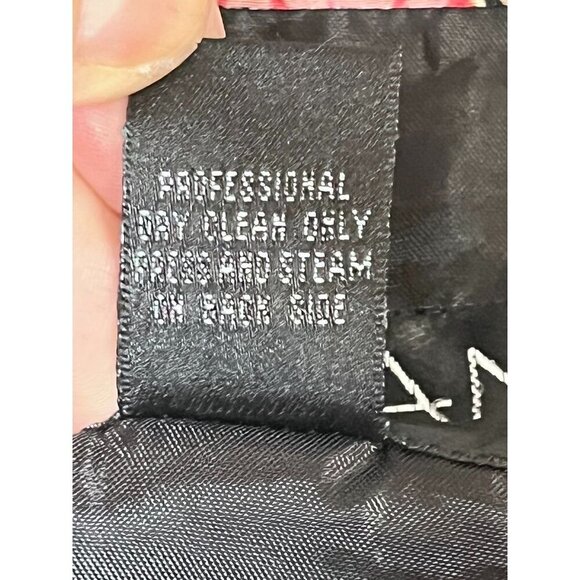 PROFESSIONAL
DRY CLEAN ONLY
PRESS AND STEAM
ON BACK SIDE